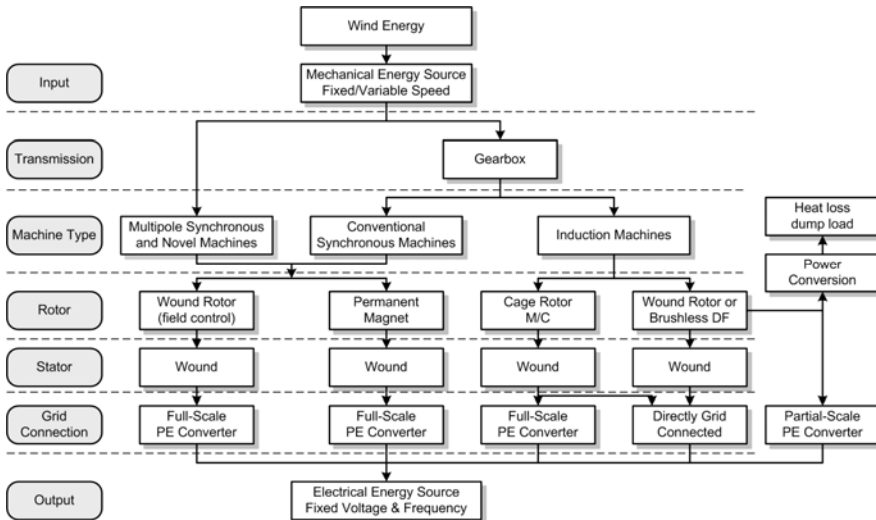 Wind Energy
Input
Mechanical Energy Source
Fixed/Variable Speed
Transmission
Gearbox
Machine Type
Multipole Synchronous
and Novel Machines
Conventional
Synchronous Machines
Induction Machines
Heat loss
dump load
Power
Conversion
Rotor
Wound Rotor
(field control)
Permanent
Magnet
Cage Rotor
M/C
Wound Rotor or
Brushless DF
Stator
Wound
Wound
Wound
Wound
Grid
Connection
Full-Scale
PE Converter
Full-Scale
PE Converter
Full-Scale
PE Converter
Directly Grid
Connected
Partial-Scale
PE Converter
Output
Electrical Energy Source
Fixed Voltage & Frequency